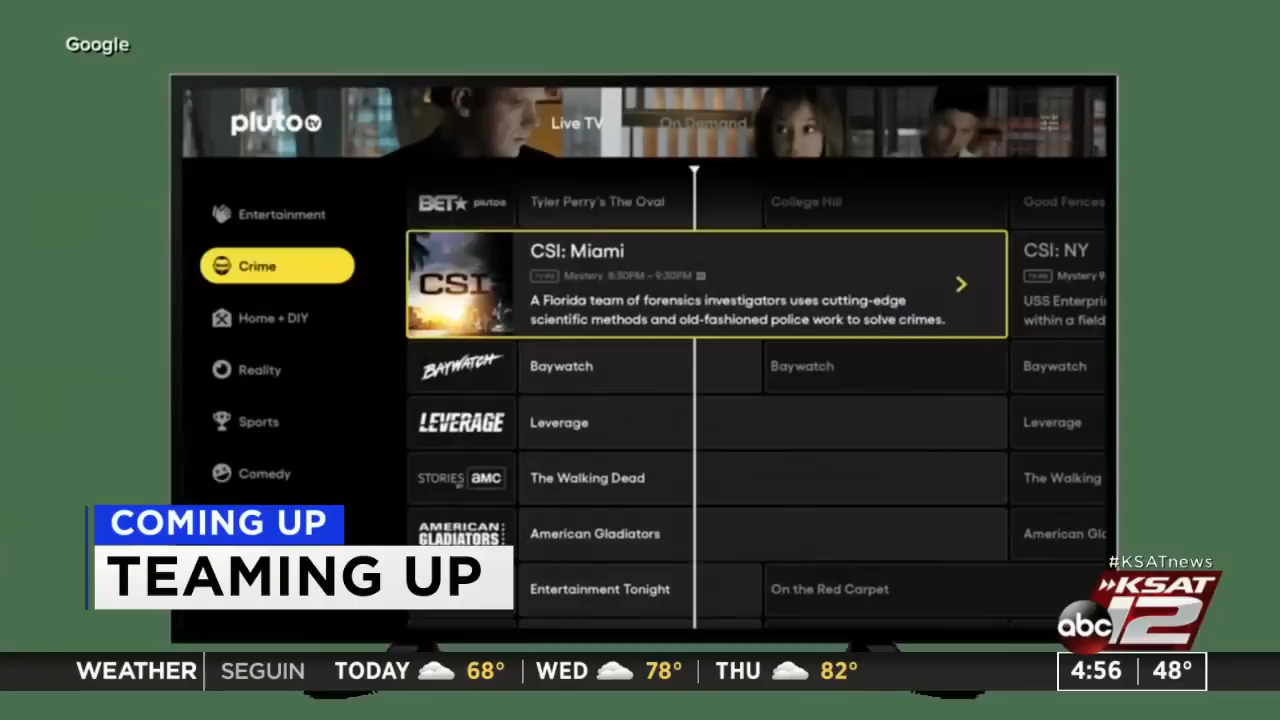 Google
pluto tv
Live TV
On Demand
Entertainment
Crime
Home + DIY
Reality
Sports
Comedy
BET★ pluto tv
Tyler Perry's The Oval
College Hill
Good Fences
CSI
CSI: Miami
Mystery 8:30PM – 9:30PM
A Florida team of forensics investigators uses cutting-edge
scientific methods and old-fashioned police work to solve crimes.
CSI: NY
Mystery 9
USS Enterpri
within a field
BAYWATCH
Baywatch
Baywatch
Baywatch
LEVERAGE
Leverage
Leverage
STORIES BY AMC
The Walking Dead
The Walking
AMERICAN
GLADIATORS
American Gladiators
American Glc
Entertainment Tonight
On the Red Carpet
COMING UP
TEAMING UP
#KSATnews
KSAT
abc 12
WEATHER SEGUIN TODAY 68° WED 78° THU 82°
4:56 48°